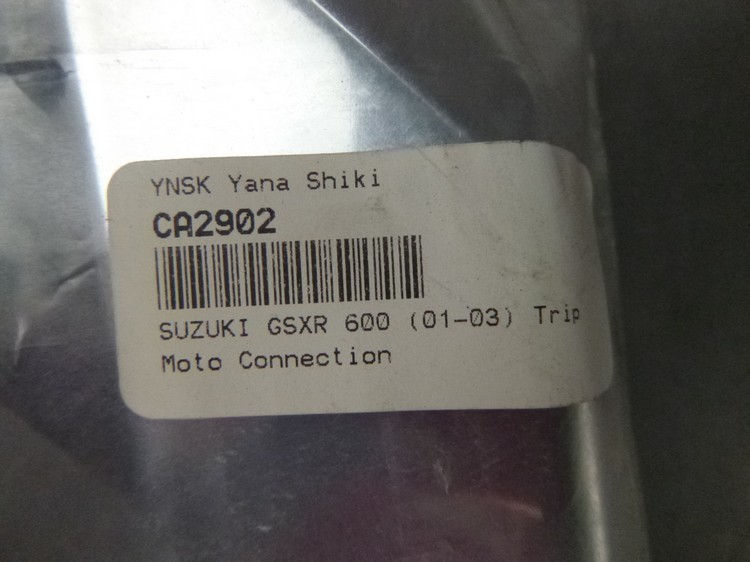 YNSK Yana Shiki
CA2902
SUZUKI GSXR 600 (01-03) Trip
Moto Connection